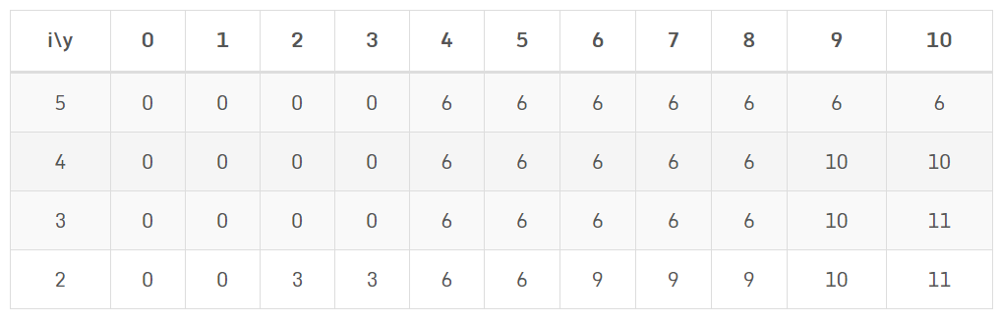 i\y 0 1 2 3 4 5 6 7 8 9 10
5 0 0 0 0 6 6 6 6 6 6 6
4 0 0 0 0 6 6 6 6 6 10 10
3 0 0 0 0 6 6 6 6 6 10 11
2 0 0 3 3 6 6 9 9 9 10 11